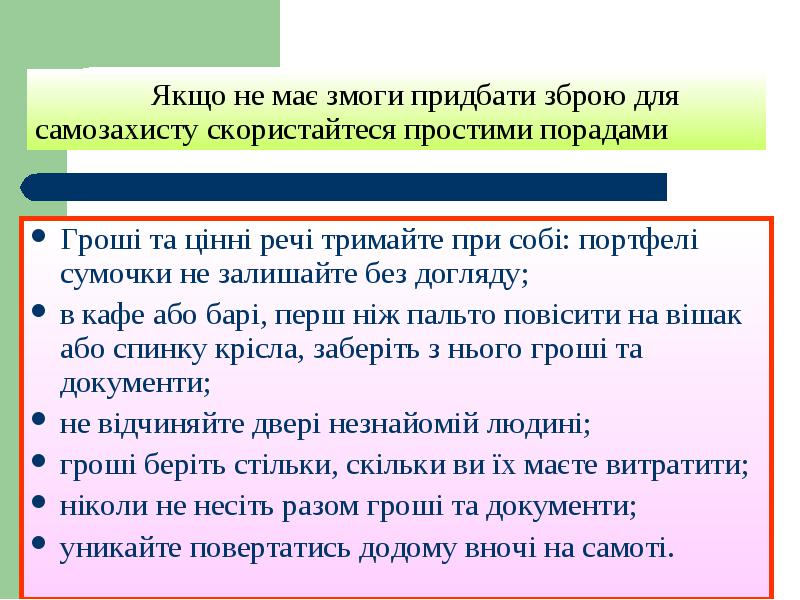 Якщо не має змоги придбати зброю для
самозахисту скористайтеся простими порадами
Гроші та цінні речі тримайте при собі: портфелі
сумочки не залишайте без догляду;
в кафе або барі, перш ніж пальто повісити на вішак
або спинку крісла, заберіть з нього гроші та
документи;
не відчиняйте двері незнайомій людині;
гроші беріть стільки, скільки ви їх маєте витратити;
ніколи не несіть разом гроші та документи;
уникайте повертатись додому вночі на самоті.